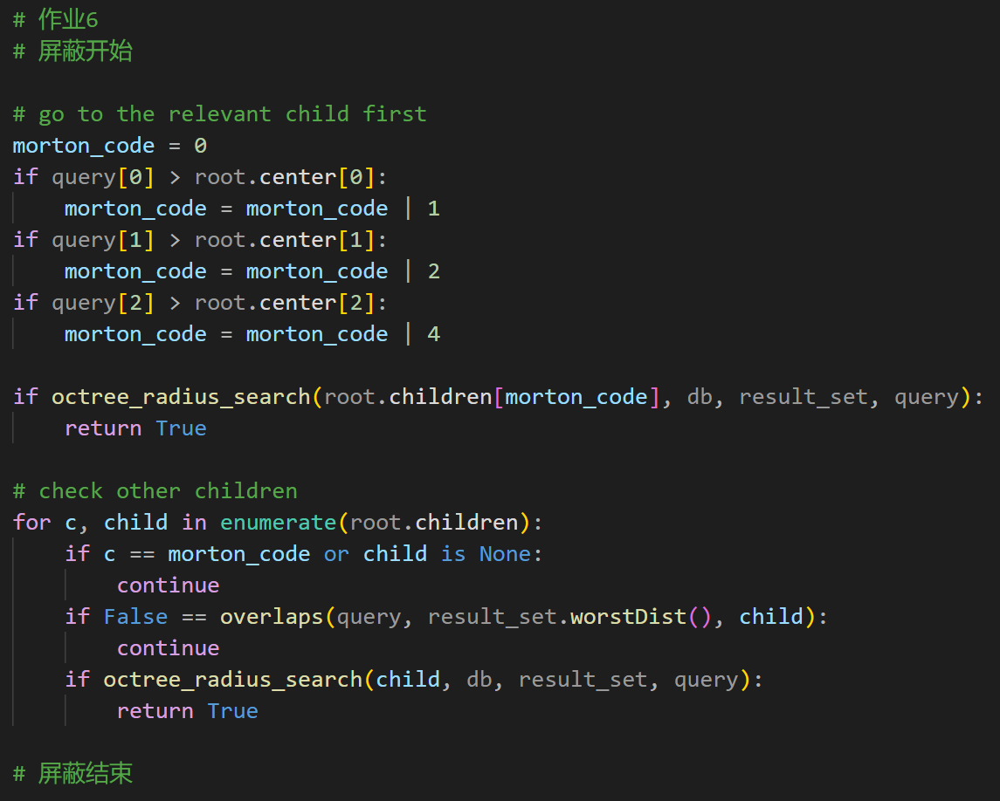 # 作业6
# 屏蔽开始
# go to the relevant child first
morton_code = 0
if query[0] > root.center[0]:
    morton_code = morton_code | 1
if query[1] > root.center[1]:
    morton_code = morton_code | 2
if query[2] > root.center[2]:
    morton_code = morton_code | 4
if octree_radius_search(root.children[morton_code], db, result_set, query):
    return True
# check other children
for c, child in enumerate(root.children):
    if c == morton_code or child is None:
        continue
    if False == overlaps(query, result_set.worstDist(), child):
        continue
    if octree_radius_search(child, db, result_set, query):
        return True
# 屏蔽结束